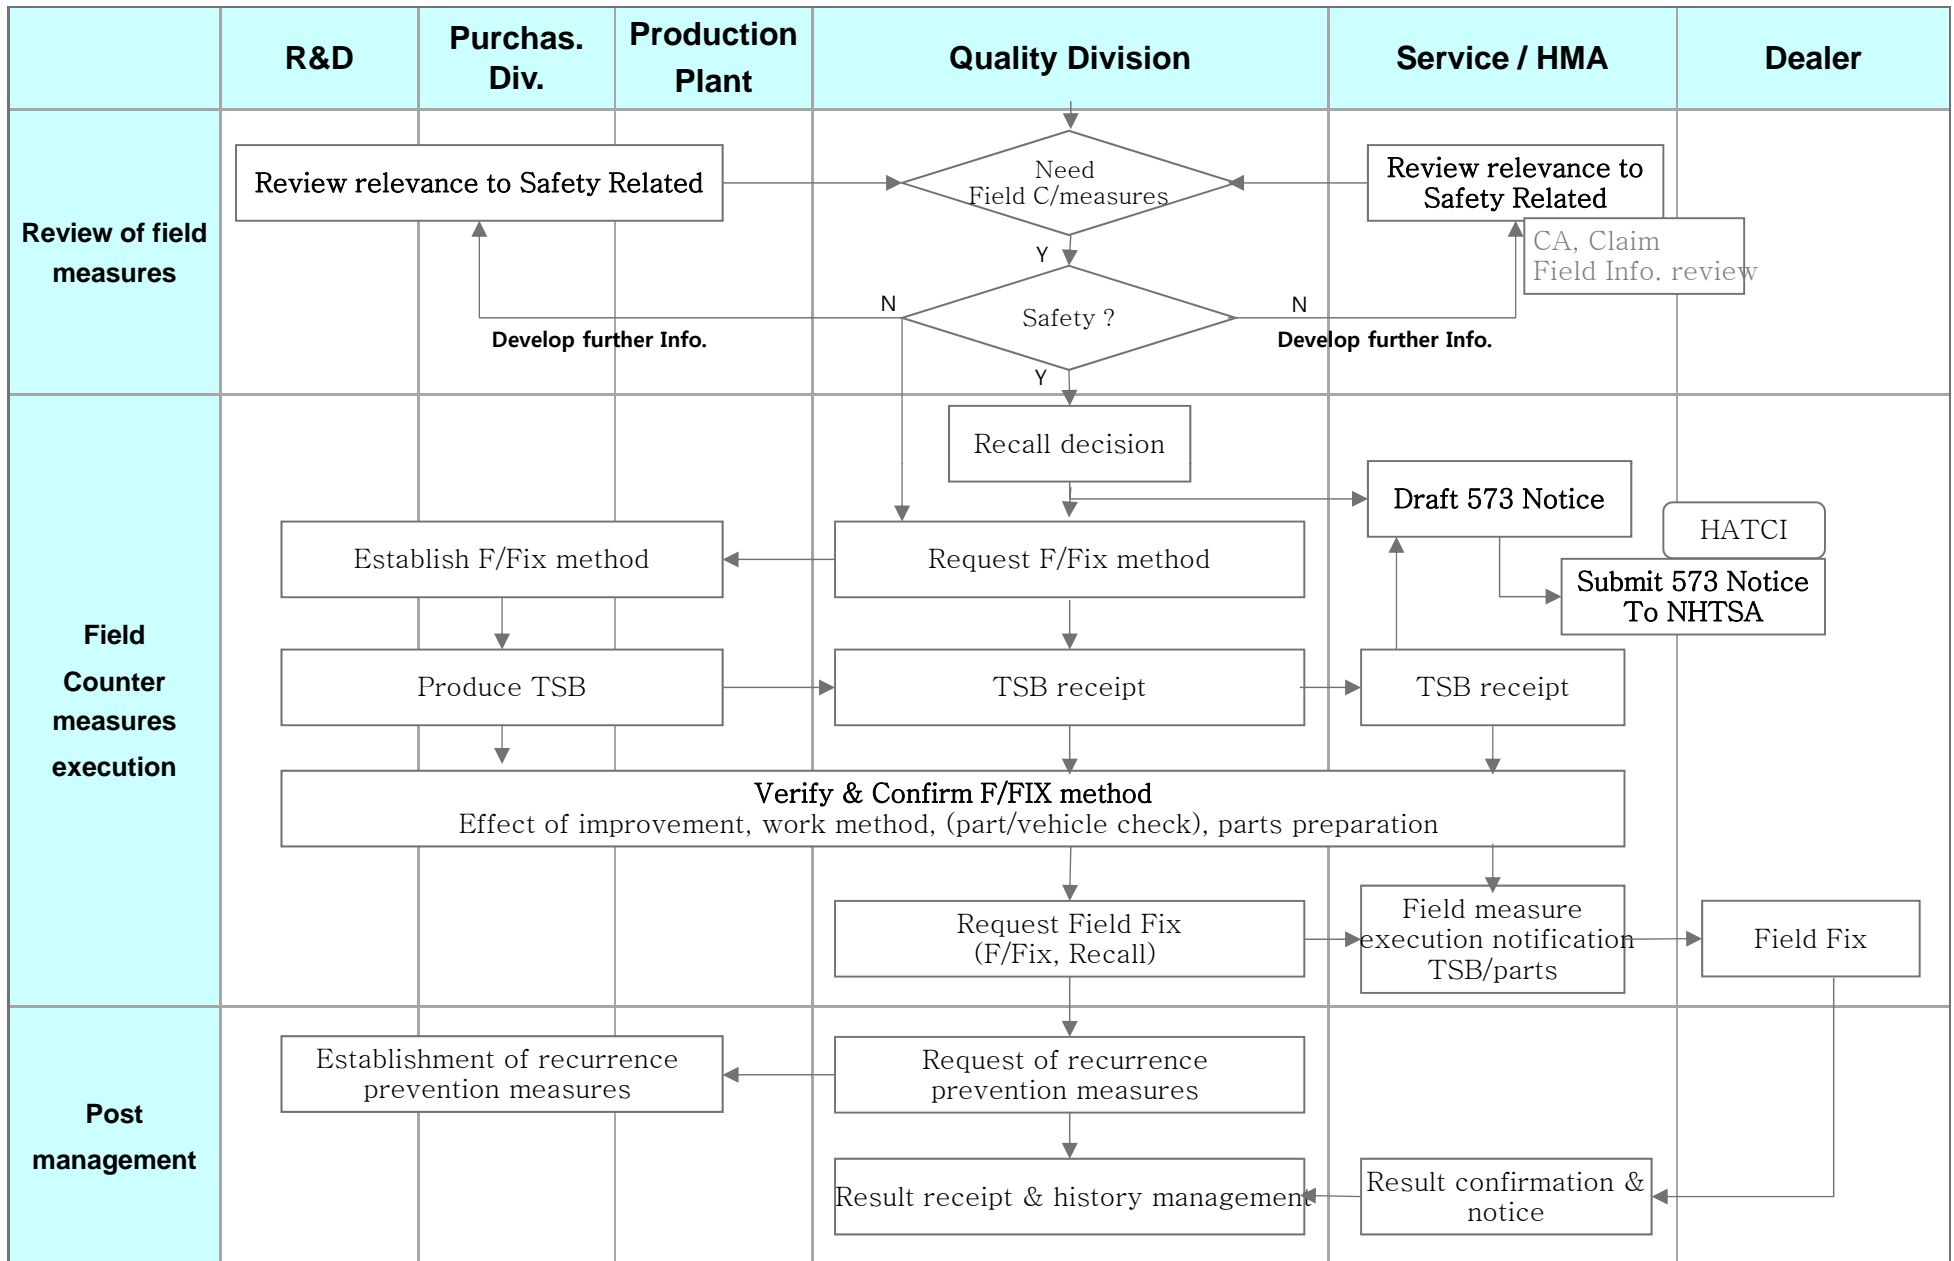 R&D
Purchas.
Div.
Production
Plant
Quality Division
Service / HMA
Dealer
Review of field
measures
Review relevance to Safety Related
Need
Field C/measures
Review relevance to
Safety Related
CA, Claim
Field Info. review
Y
N
Safety ?
N
Develop further Info.
Develop further Info.
Y
Field
Counter
measures
execution
Recall decision
Draft 573 Notice
HATCI
Establish F/Fix method
Request F/Fix method
Submit 573 Notice
To NHTSA
Produce TSB
TSB receipt
TSB receipt
Verify & Confirm F/FIX method
Effect of improvement, work method, (part/vehicle check), parts preparation
Request Field Fix
(F/Fix, Recall)
Field measure
execution notification
TSB/parts
Field Fix
Post
management
Establishment of recurrence
prevention measures
Request of recurrence
prevention measures
Result receipt & history management
Result confirmation &
notice